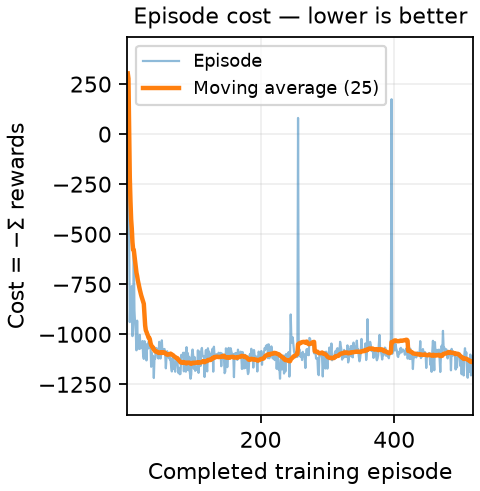 Episode cost — lower is better
Episode
Moving average (25)
250
0
−250
−500
−750
−1000
−1250
Cost = −Σ rewards
200
400
Completed training episode